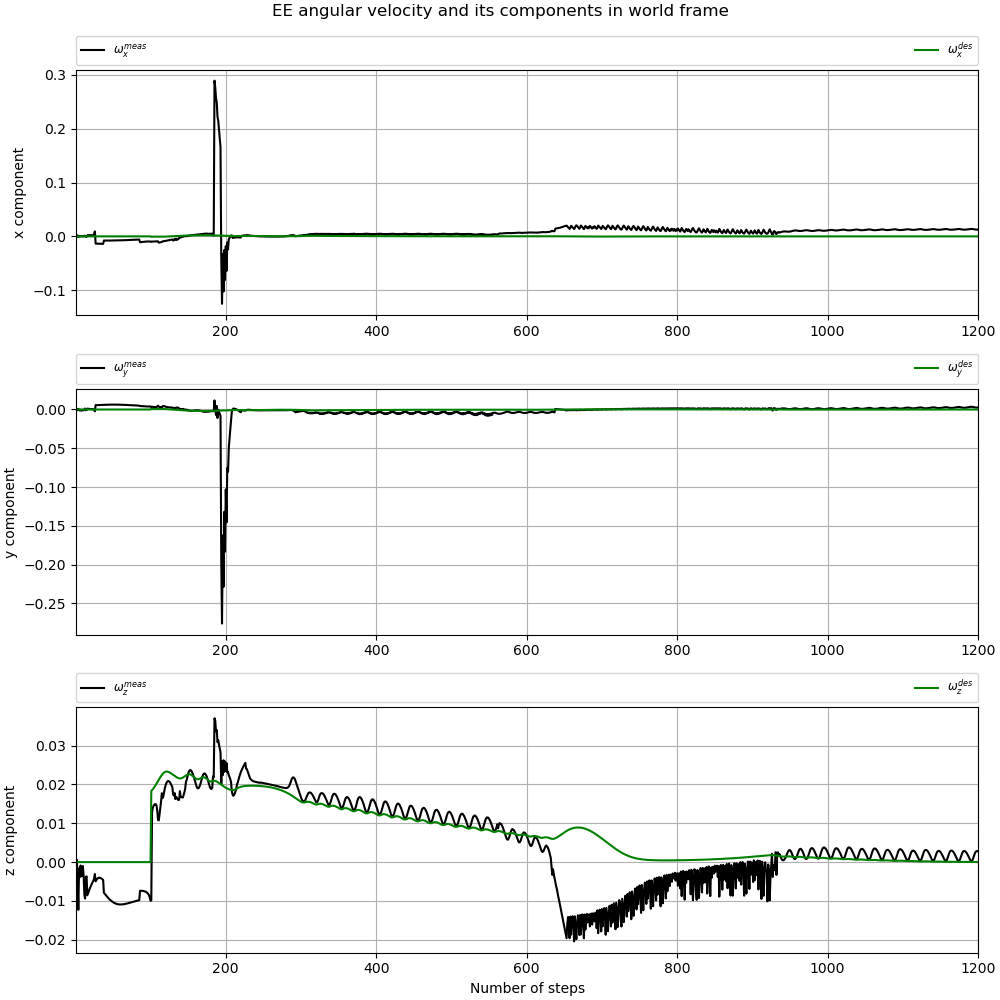 EE angular velocity and its components in world frame
ω_x^meas ω_x^des
0.3
0.2
0.1
0.0
−0.1
x component
200 400 600 800 1000 1200
ω_y^meas ω_y^des
0.00
−0.05
−0.10
−0.15
−0.20
−0.25
y component
200 400 600 800 1000 1200
ω_z^meas ω_z^des
0.03
0.02
0.01
0.00
−0.01
−0.02
z component
200 400 600 800 1000 1200
Number of steps